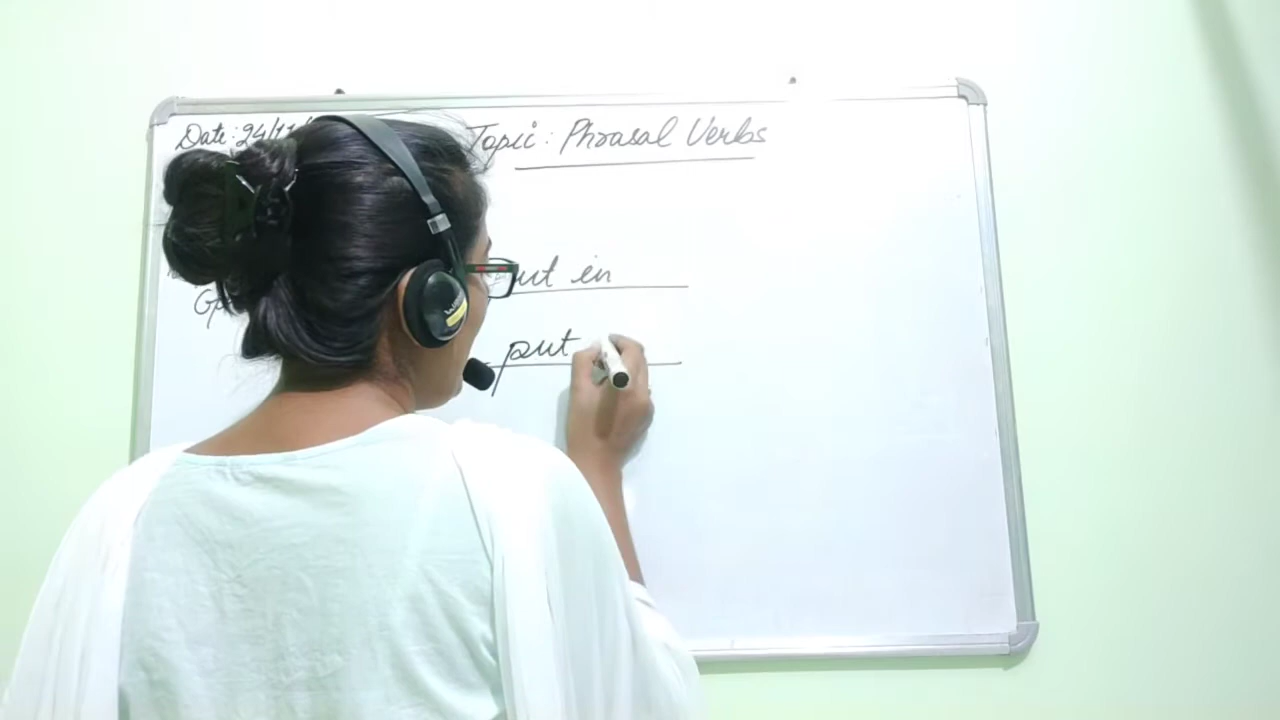 Date: 24/11
Topic: Phrasal Verbs
put in
put